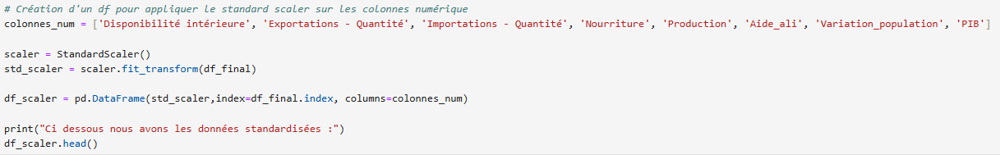 # Création d'un df pour appliquer le standard scaler sur les colonnes numérique
colonnes_num = ['Disponibilité intérieure', 'Exportations - Quantité', 'Importations - Quantité', 'Nourriture', 'Production', 'Aide_ali', 'Variation_population', 'PIB']
scaler = StandardScaler()
std_scaler = scaler.fit_transform(df_final)
df_scaler = pd.DataFrame(std_scaler,index=df_final.index, columns=colonnes_num)
print("Ci dessous nous avons les données standardisées :")
df_scaler.head()